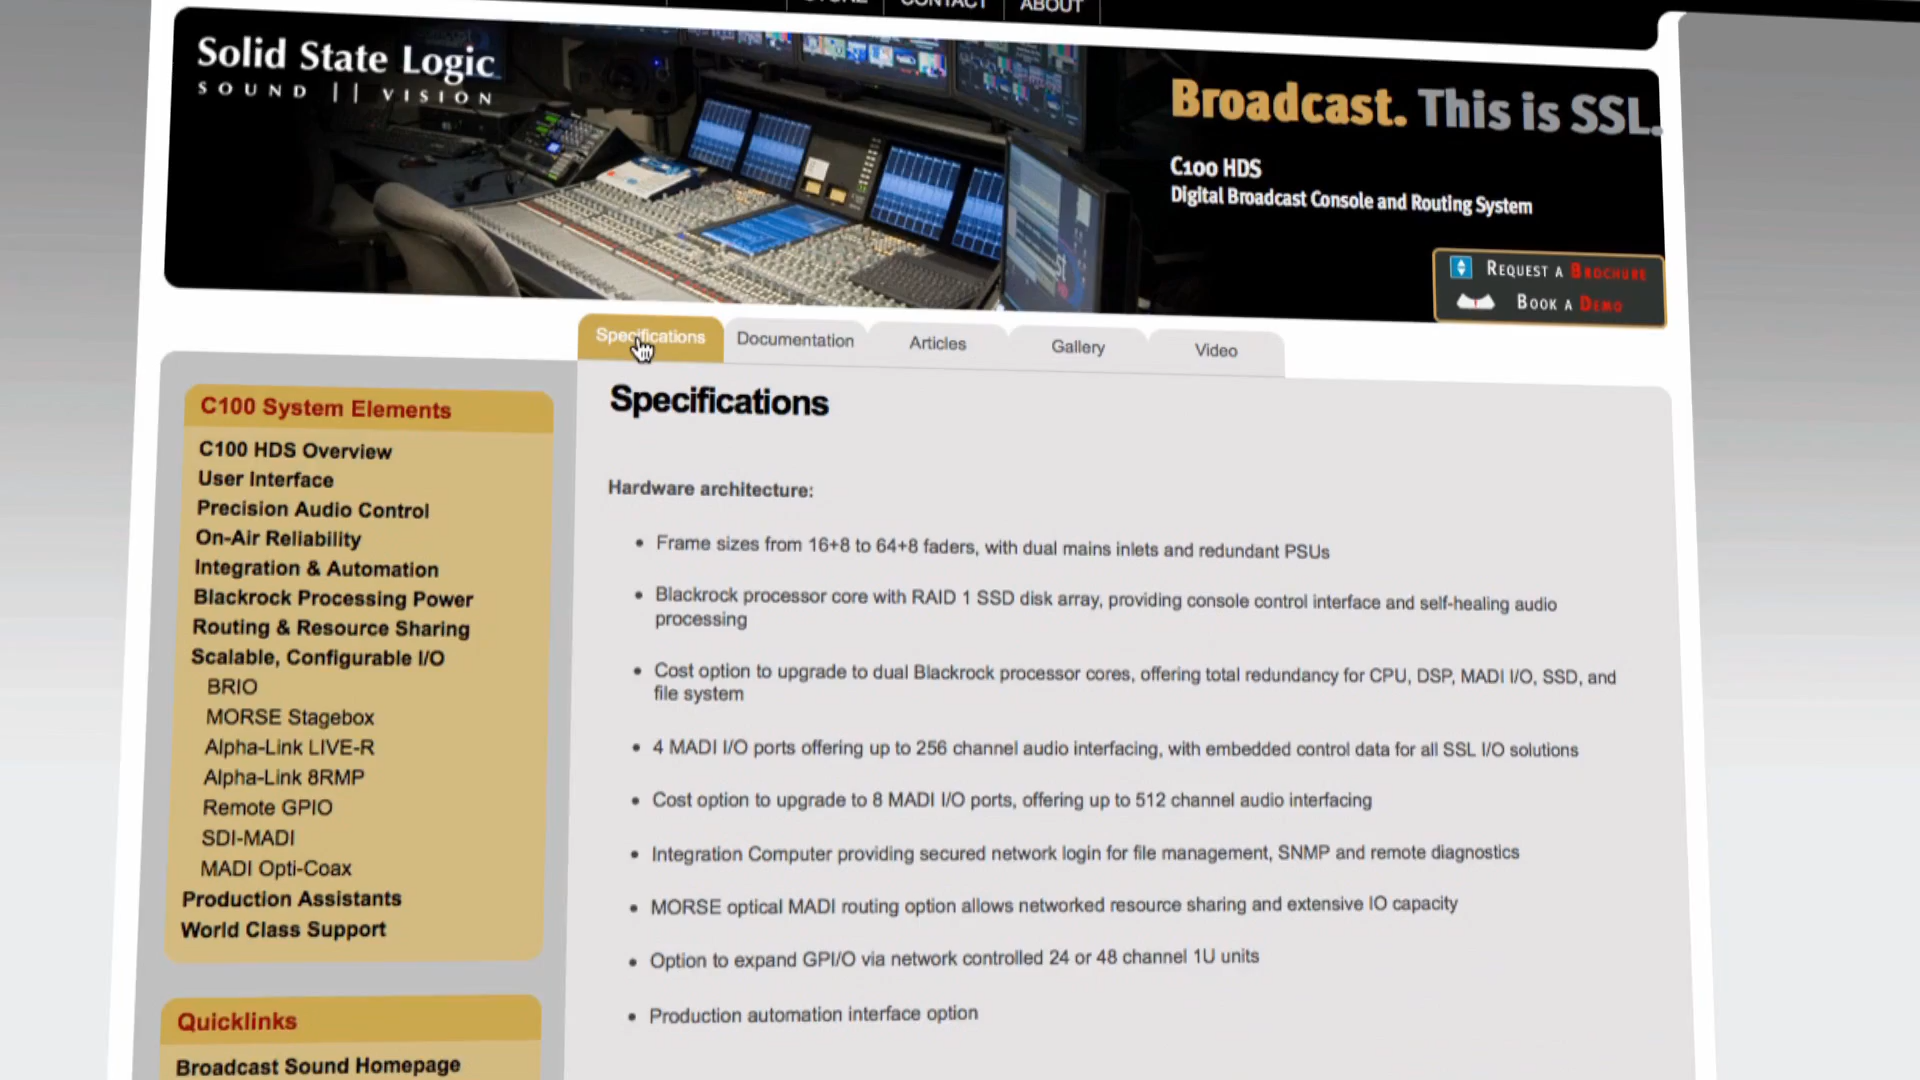 CONTACT
ABOUT
Solid State Logic
SOUND || VISION
Broadcast. This is SSL.
C100 HDS
Digital Broadcast Console and Routing System
REQUEST A BROCHURE
BOOK A DEMO
Specifications
Documentation
Articles
Gallery
Video
C100 System Elements
C100 HDS Overview
User Interface
Precision Audio Control
On-Air Reliability
Integration & Automation
Blackrock Processing Power
Routing & Resource Sharing
Scalable, Configurable I/O
BRIO
MORSE Stagebox
Alpha-Link LIVE-R
Alpha-Link 8RMP
Remote GPIO
SDI-MADI
MADI Opti-Coax
Production Assistants
World Class Support
Quicklinks
Broadcast Sound Homepage
Specifications
Hardware architecture:
• Frame sizes from 16+8 to 64+8 faders, with dual mains inlets and redundant PSUs
• Blackrock processor core with RAID 1 SSD disk array, providing console control interface and self-healing audio
processing
• Cost option to upgrade to dual Blackrock processor cores, offering total redundancy for CPU, DSP, MADI I/O, SSD, and
file system
• 4 MADI I/O ports offering up to 256 channel audio interfacing, with embedded control data for all SSL I/O solutions
• Cost option to upgrade to 8 MADI I/O ports, offering up to 512 channel audio interfacing
• Integration Computer providing secured network login for file management, SNMP and remote diagnostics
• MORSE optical MADI routing option allows networked resource sharing and extensive IO capacity
• Option to expand GPI/O via network controlled 24 or 48 channel 1U units
• Production automation interface option